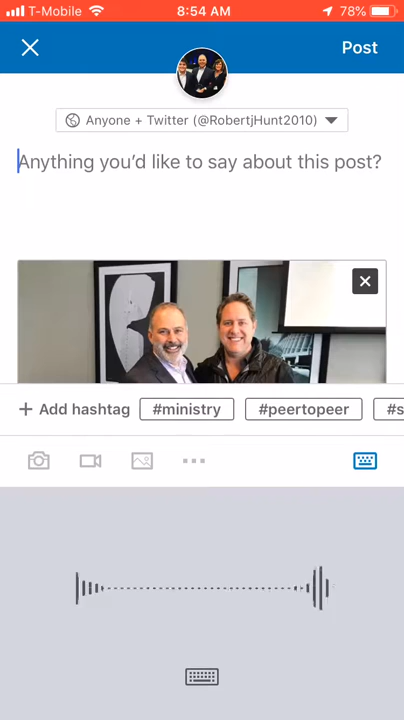 T-Mobile 8:54 AM 78%
Post
Anyone + Twitter (@RobertjHunt2010)
Anything you'd like to say about this post?
+ Add hashtag #ministry #peertopeer #s